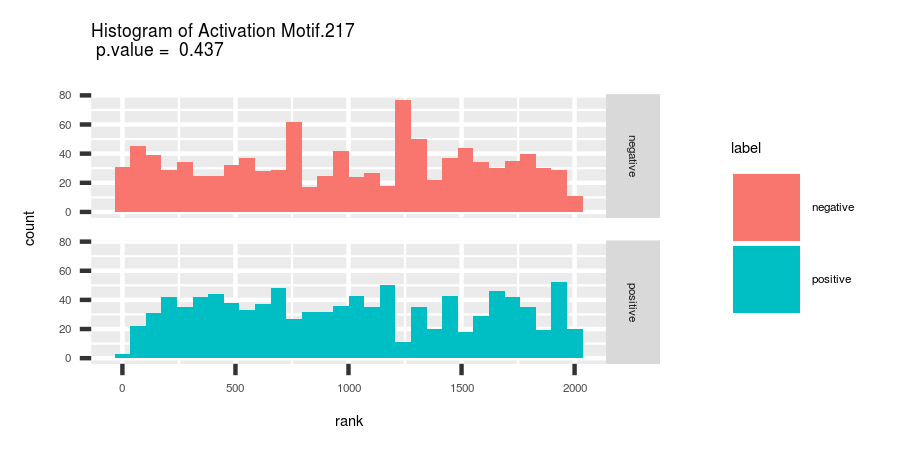 Histogram of Activation Motif.217
p.value =  0.437
80
60
40
20
0
negative
80
60
40
20
0
positive
0 500 1000 1500 2000
rank
count
label
negative
positive